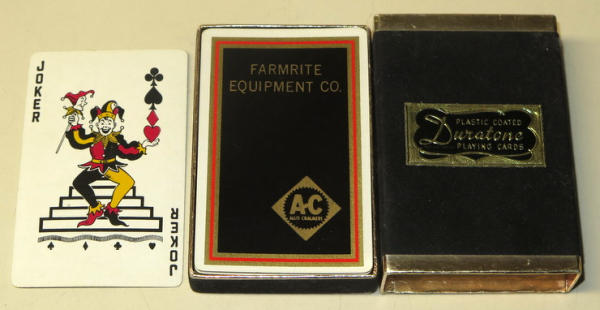 JOKER
JOKER
FARMRITE
EQUIPMENT CO.
A-C
ALLIS CHALMERS
PLASTIC COATED
Duratone
PLAYING CARDS